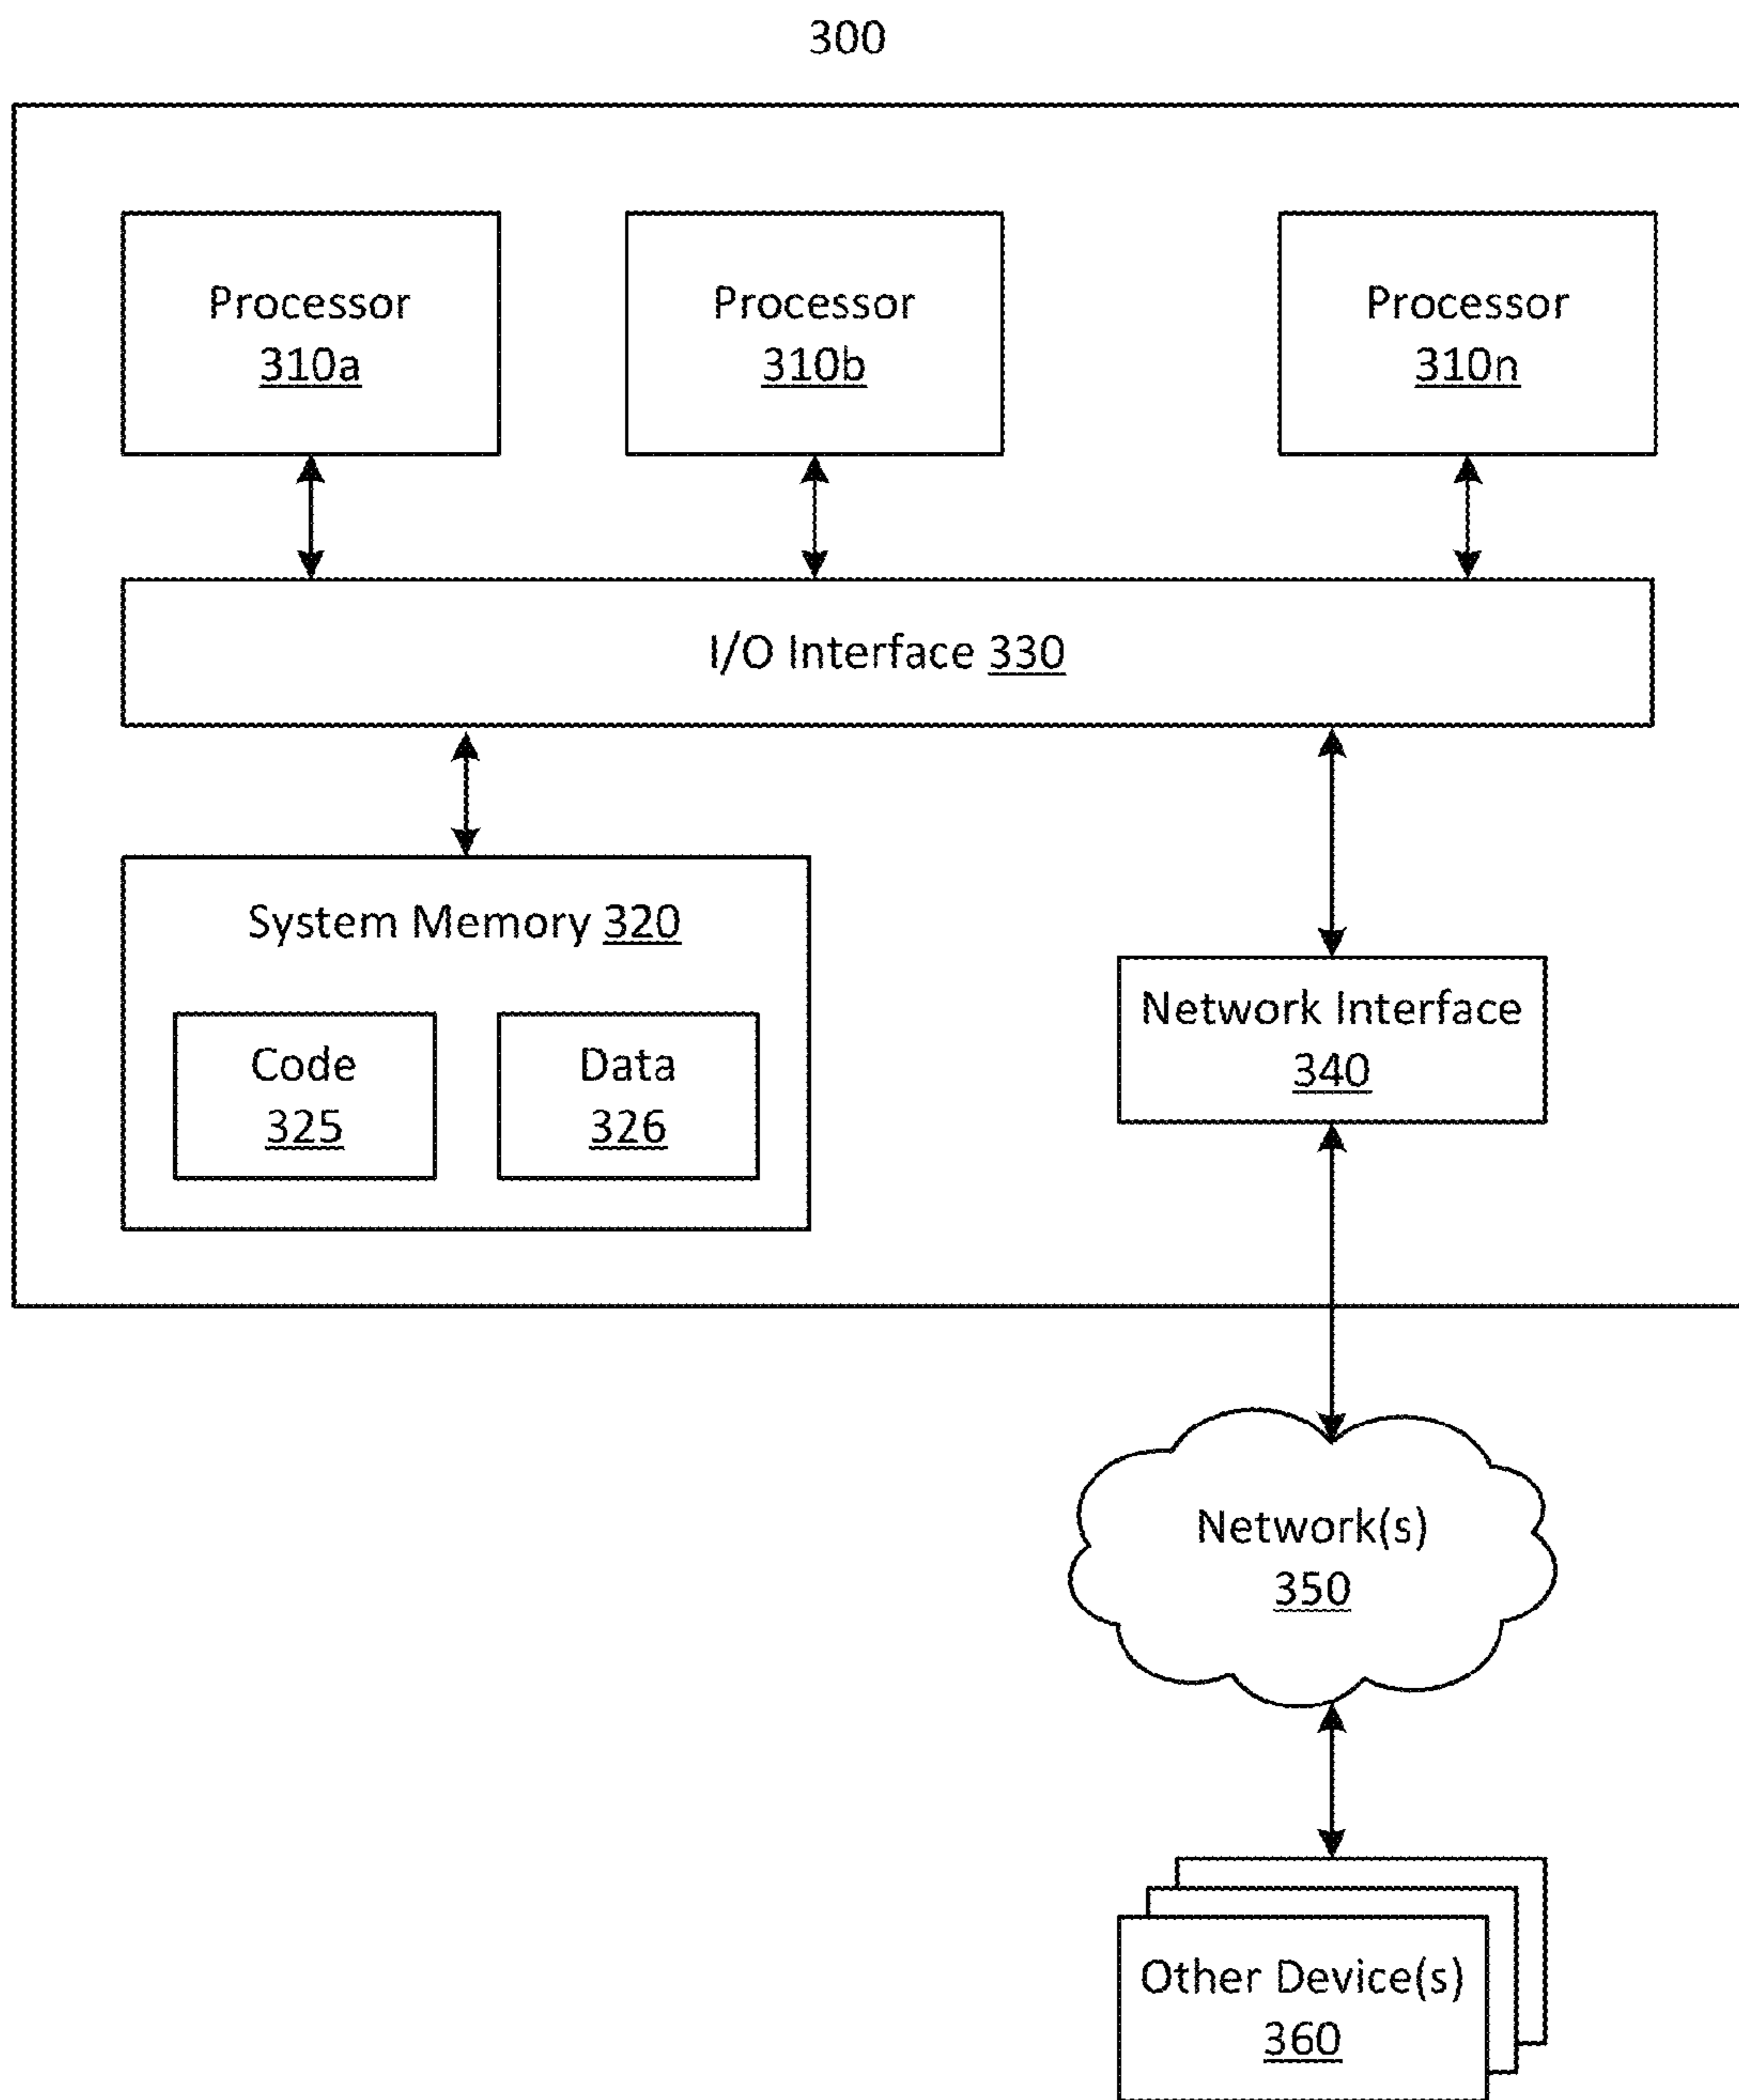 300
Processor
310a
Processor
310b
Processor
310n
I/O Interface 330
System Memory 320
Code
325
Data
326
Network Interface
340
Network(s)
350
Other Device(s)
360